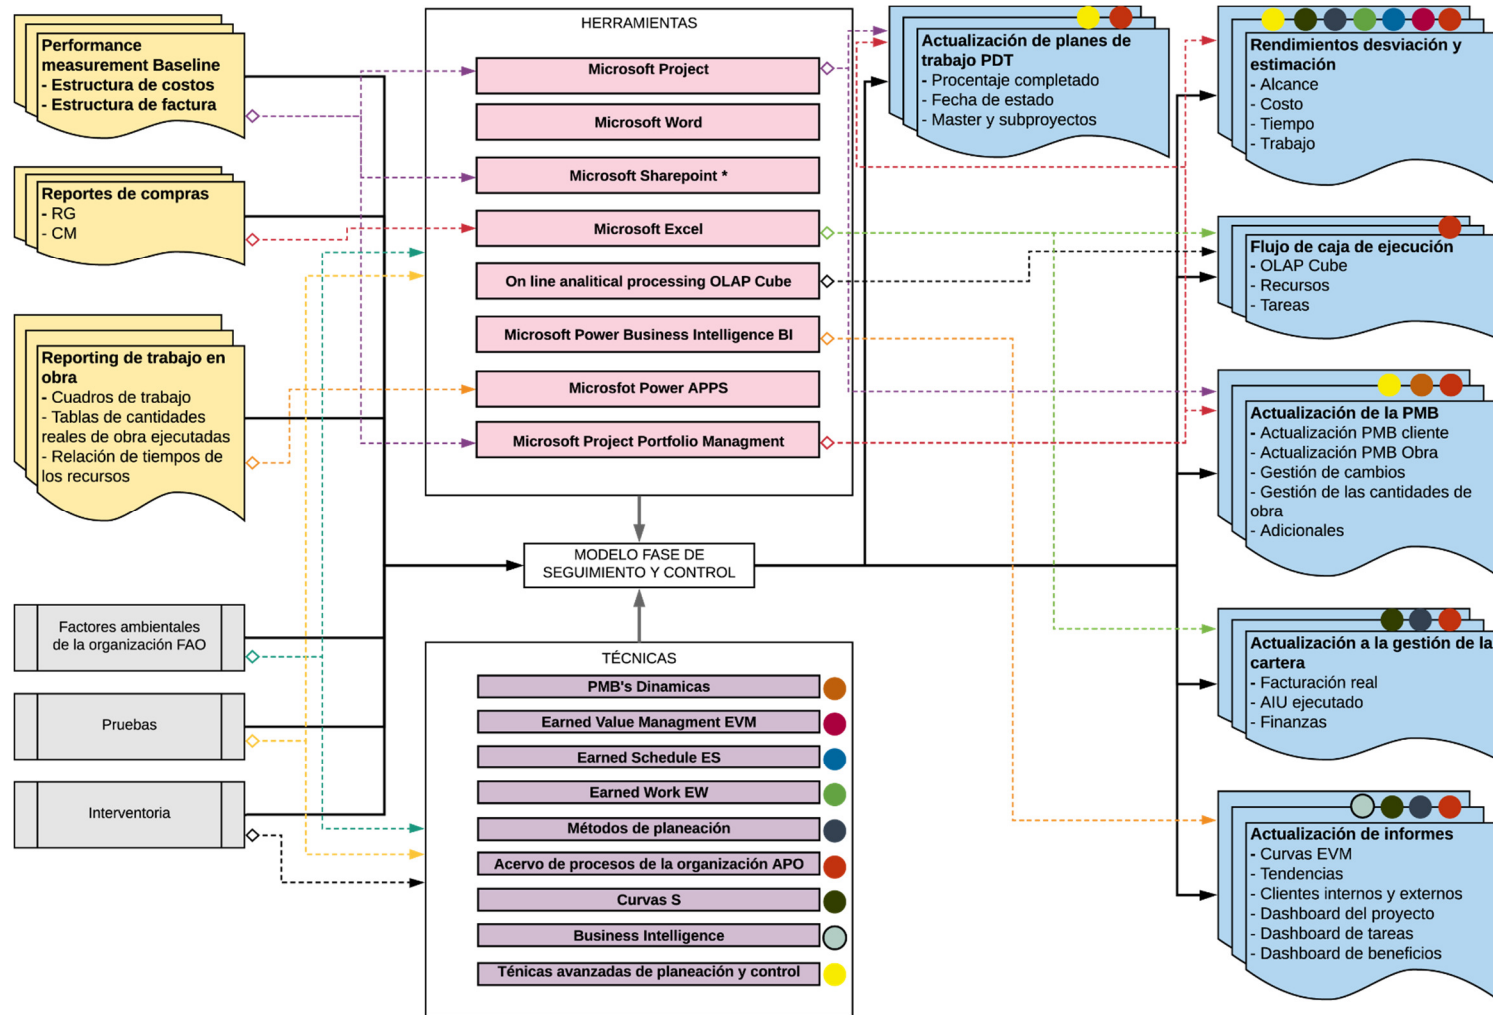 Performance
measurement Baseline
- Estructura de costos
- Estructura de factura
Reportes de compras
- RG
- CM
Reporting de trabajo en
obra
- Cuadros de trabajo
- Tablas de cantidades
reales de obra ejecutadas
- Relación de tiempos de
los recursos
Factores ambientales
de la organización FAO
Pruebas
Interventoria
HERRAMIENTAS
Microsoft Project
Microsoft Word
Microsoft Sharepoint *
Microsoft Excel
On line analitical processing OLAP Cube
Microsoft Power Business Intelligence BI
Microsfot Power APPS
Microsoft Project Portfolio Managment
MODELO FASE DE
SEGUIMIENTO Y CONTROL
TÉCNICAS
PMB's Dinamicas
Earned Value Managment EVM
Earned Schedule ES
Earned Work EW
Métodos de planeación
Acervo de procesos de la organización APO
Curvas S
Business Intelligence
Ténicas avanzadas de planeación y control
Actualización de planes de
trabajo PDT
- Procentaje completado
- Fecha de estado
- Master y subproyectos
Rendimientos desviación y
estimación
- Alcance
- Costo
- Tiempo
- Trabajo
Flujo de caja de ejecución
- OLAP Cube
- Recursos
- Tareas
Actualización de la PMB
- Actualización PMB cliente
- Actualización PMB Obra
- Gestión de cambios
- Gestión de las cantidades de
obra
- Adicionales
Actualización a la gestión de la
cartera
- Facturación real
- AIU ejecutado
- Finanzas
Actualización de informes
- Curvas EVM
- Tendencias
- Clientes internos y externos
- Dashboard del proyecto
- Dashboard de tareas
- Dashboard de beneficios